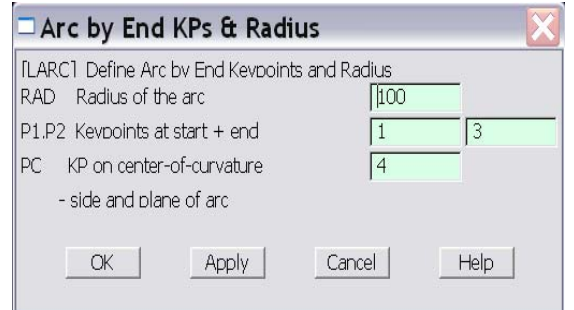 Arc by End KPs & Radius
[LARC] Define Arc by End Keypoints and Radius
RAD Radius of the arc 100
P1,P2 Keypoints at start + end 1 3
PC KP on center-of-curvature 4
- side and plane of arc
OK Apply Cancel Help